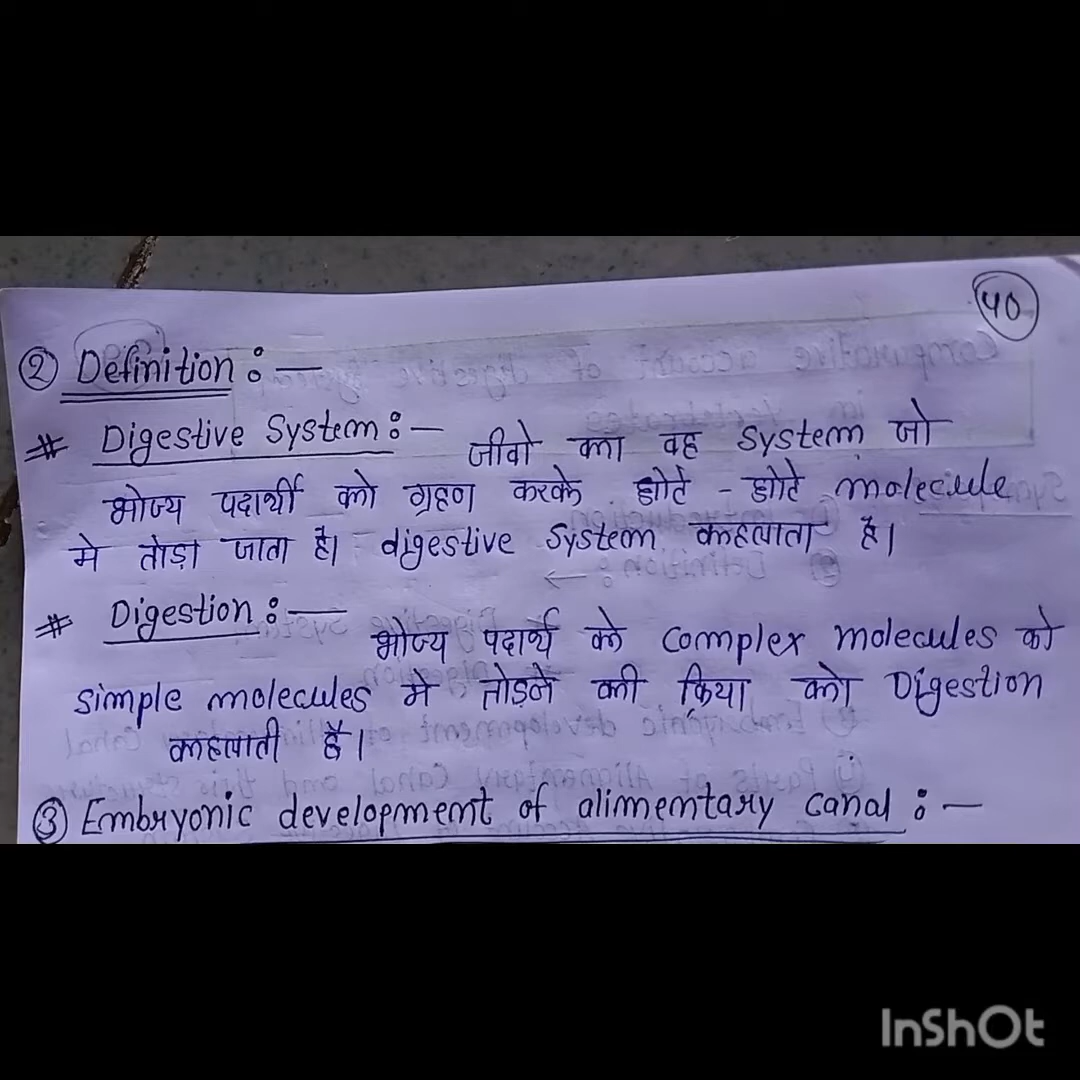 40
② Definition :—
# Digestive System :— जीवो का वह System जो
भोज्य पदार्थी को ग्रहण करके छोटे - छोटे molecule
मे तोड़ा जाता है। digestive System कहलाता है।
# Digestion :— भोज्य पदार्थ के Complex molecules को
simple molecules मे तोड़ने की क्रिया को Digestion
कहलाती है।
③ Embryonic development of alimentary canal :—
InShOt